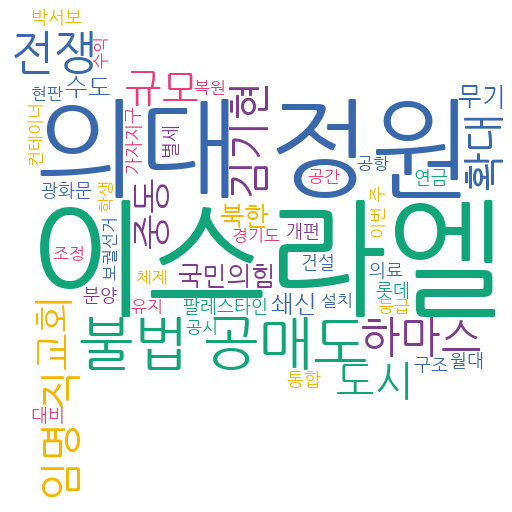 박서보
전쟁
수익
현판
수도
규모
복원
컨테이너
의대 정원
무기
가자지구
별세
김기현
확대
공항
광화문
학생
중동
공간
연금
이번 주
북한
이스라엘
보궐선거
경기도
개편
조정
체제
국민의힘
건설
의료
분양
유지
팔레스타인
쇄신
설치
롯데
등급
교회
불법 공매도
공시
하마스
직
통합
도시
구조
월대
대비
임명